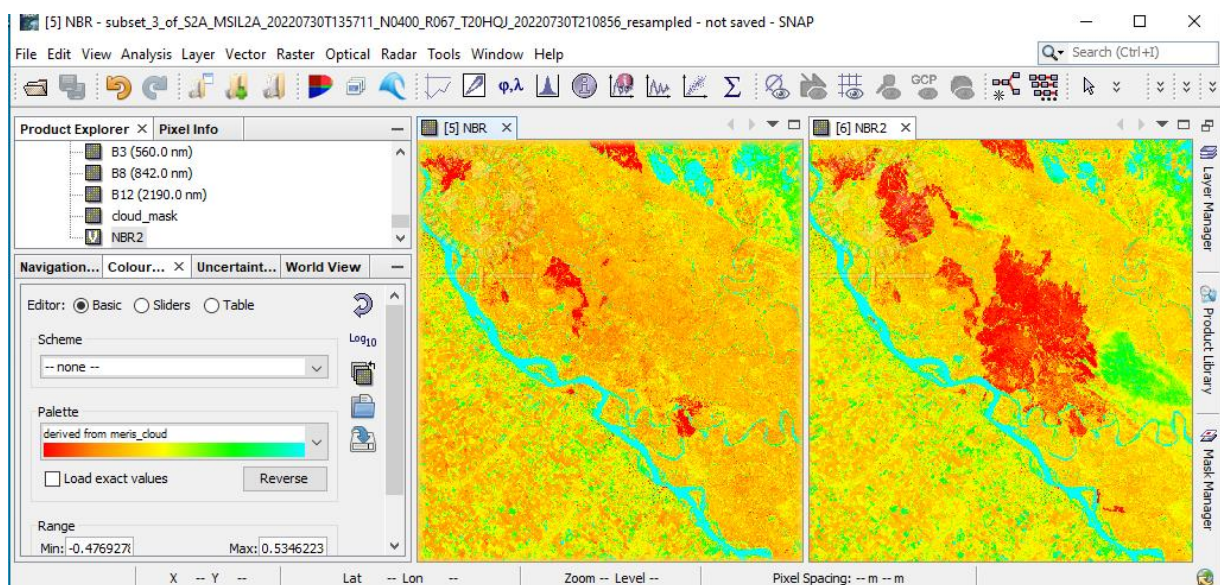 [5] NBR - subset_3_of_S2A_MSIL2A_20220730T135711_N0400_R067_T20HQJ_20220730T210856_resampled - not saved - SNAP
File Edit View Analysis Layer Vector Raster Optical Radar Tools Window Help
Search (Ctrl+I)
φ,λ
Σ
GCP
Product Explorer × Pixel Info
B3 (560.0 nm)
B8 (842.0 nm)
B12 (2190.0 nm)
cloud_mask
NBR2
Navigation... Colour... × Uncertaint... World View
Editor: Basic Sliders Table
Scheme
Log10
-- none --
Palette
derived from meris_cloud
Load exact values Reverse
Range
Min: -0.476927 Max: 0.5346223
[5] NBR ×
[6] NBR2 ×
Layer Manager
Product Library
Mask Manager
X -- Y -- Lat -- Lon -- Zoom -- Level -- Pixel Spacing: -- m -- m